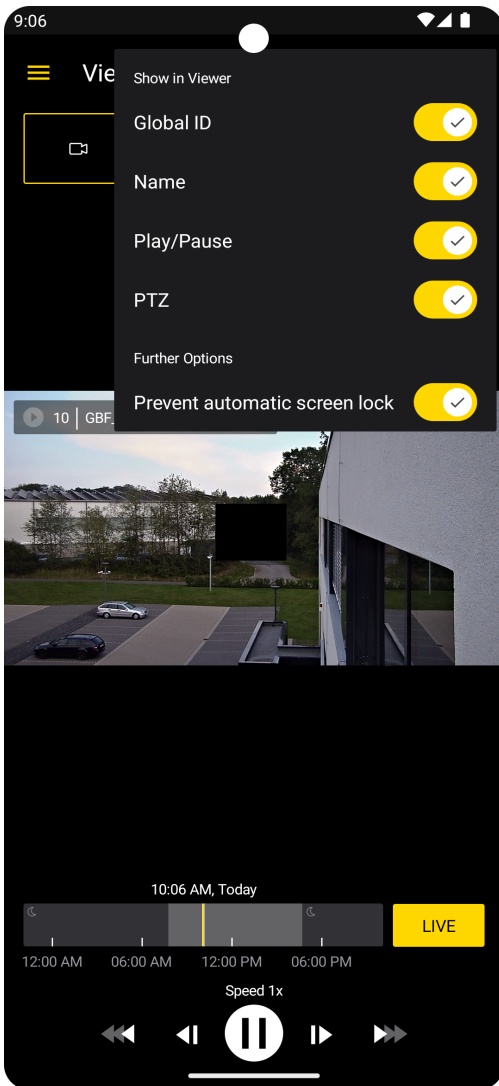 9:06
Vie
Show in Viewer
Global ID
Name
Play/Pause
PTZ
Further Options
Prevent automatic screen lock
10 | GBF_
10:06 AM, Today
LIVE
12:00 AM 06:00 AM 12:00 PM 06:00 PM
Speed 1x